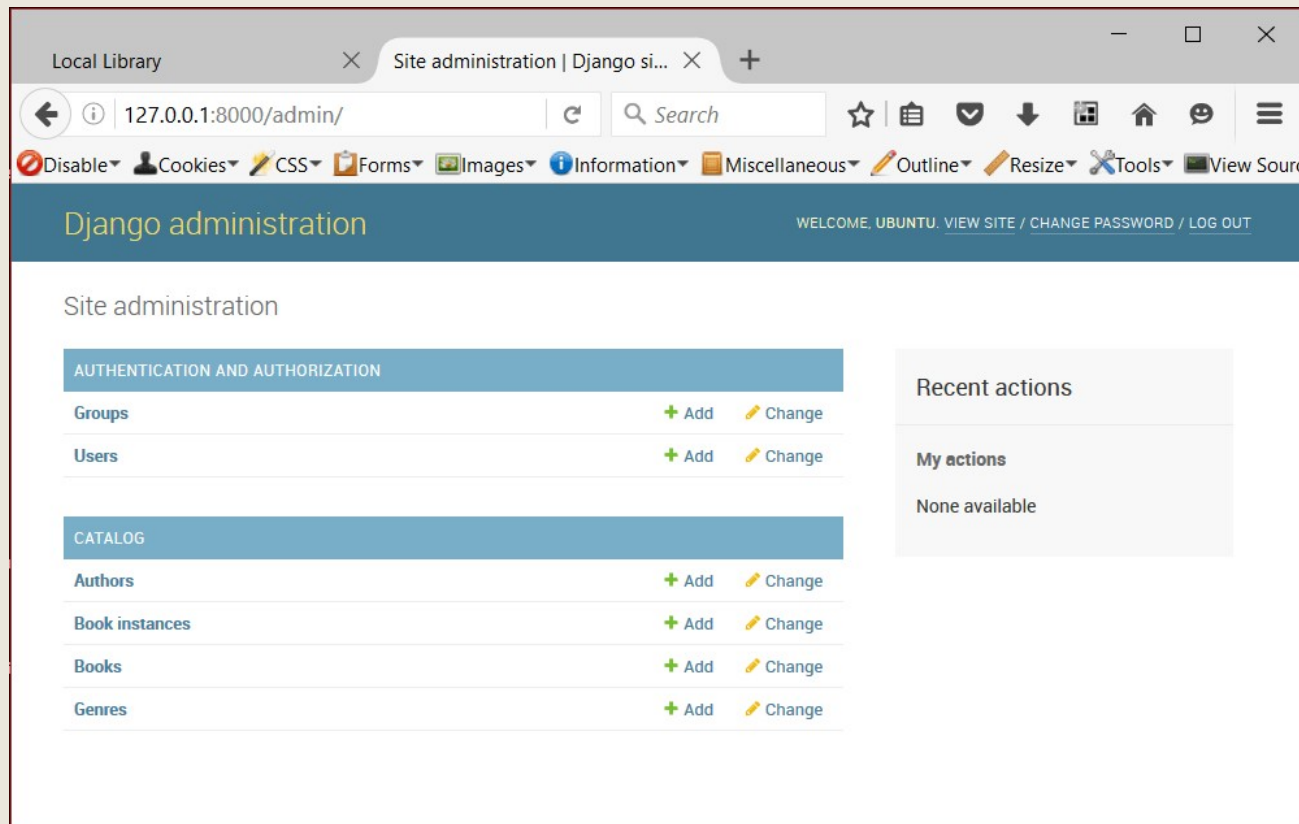 Local Library
Site administration | Django si...
127.0.0.1:8000/admin/
Search
Disable Cookies CSS Forms Images Information Miscellaneous Outline Resize Tools View Sour
Django administration
WELCOME, UBUNTU. VIEW SITE / CHANGE PASSWORD / LOG OUT
Site administration
AUTHENTICATION AND AUTHORIZATION
Groups Add Change
Users Add Change
CATALOG
Authors Add Change
Book instances Add Change
Books Add Change
Genres Add Change
Recent actions
My actions
None available